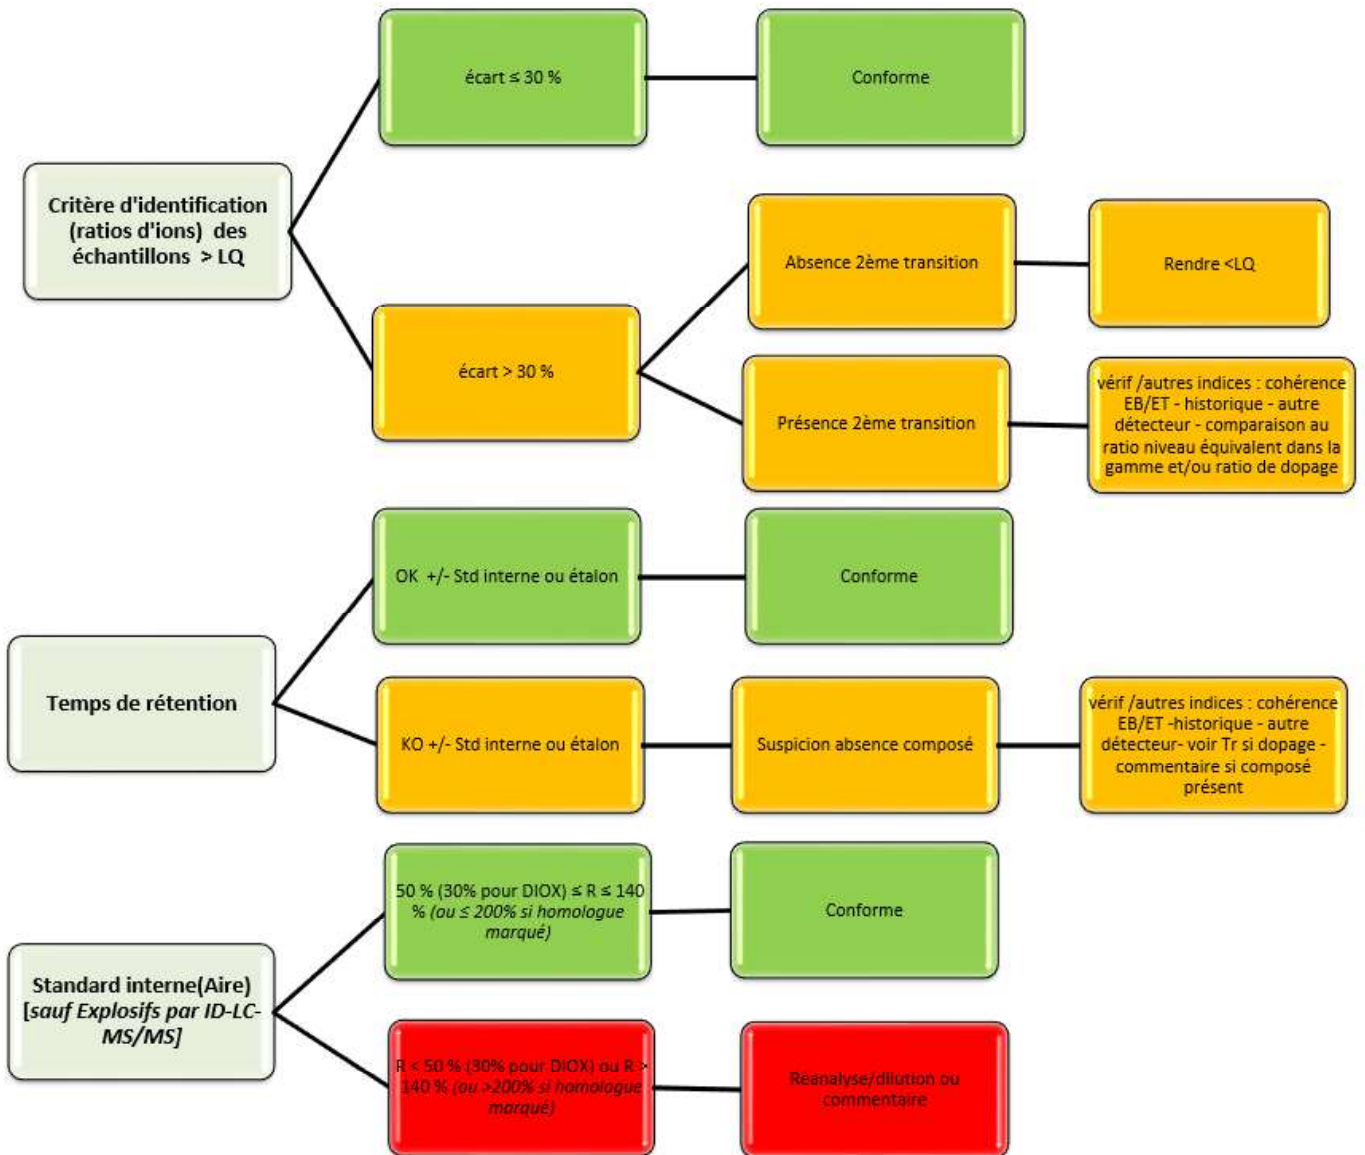 écart ≤ 30 %
Conforme
Critère d'identification
(ratios d'ions) des
échantillons > LQ
Absence 2ème transition
Rendre <LQ
écart > 30 %
Présence 2ème transition
vérif /autres indices : cohérence
EB/ET - historique - autre
détecteur - comparaison au
ratio niveau équivalent dans la
gamme et/ou ratio de dopage
OK +/- Std interne ou étalon
Conforme
Temps de rétention
KO +/- Std interne ou étalon
Suspicion absence composé
vérif /autres indices : cohérence
EB/ET -historique - autre
détecteur- voir Tr si dopage -
commentaire si composé
présent
50 % (30% pour DIOX) ≤ R ≤ 140
% (ou ≤ 200% si homologue
marqué)
Conforme
Standard interne(Aire)
[sauf Explosifs par ID-LC-
MS/MS]
R < 50 % (30% pour DIOX) ou R >
140 % (ou >200% si homologue
marqué)
Réanalyse/dilution ou
commentaire